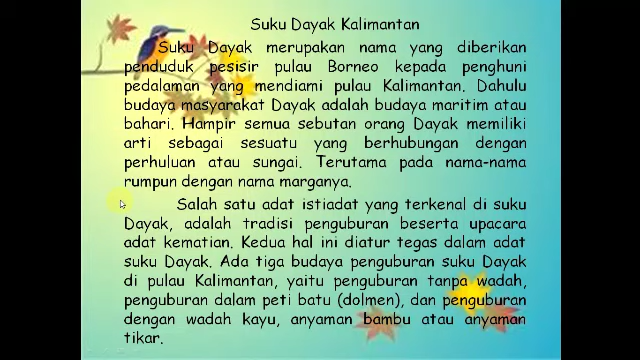 Suku Dayak Kalimantan
Suku Dayak merupakan nama yang diberikan
penduduk pesisir pulau Borneo kepada penghuni
pedalaman yang mendiami pulau Kalimantan. Dahulu
budaya masyarakat Dayak adalah budaya maritim atau
bahari. Hampir semua sebutan orang Dayak memiliki
arti sebagai sesuatu yang berhubungan dengan
perhuluan atau sungai. Terutama pada nama-nama
rumpun dengan nama marganya.
Salah satu adat istiadat yang terkenal di suku
Dayak, adalah tradisi penguburan beserta upacara
adat kematian. Kedua hal ini diatur tegas dalam adat
suku Dayak. Ada tiga budaya penguburan suku Dayak
di pulau Kalimantan, yaitu penguburan tanpa wadah,
penguburan dalam peti batu (dolmen), dan penguburan
dengan wadah kayu, anyaman bambu atau anyaman
tikar.